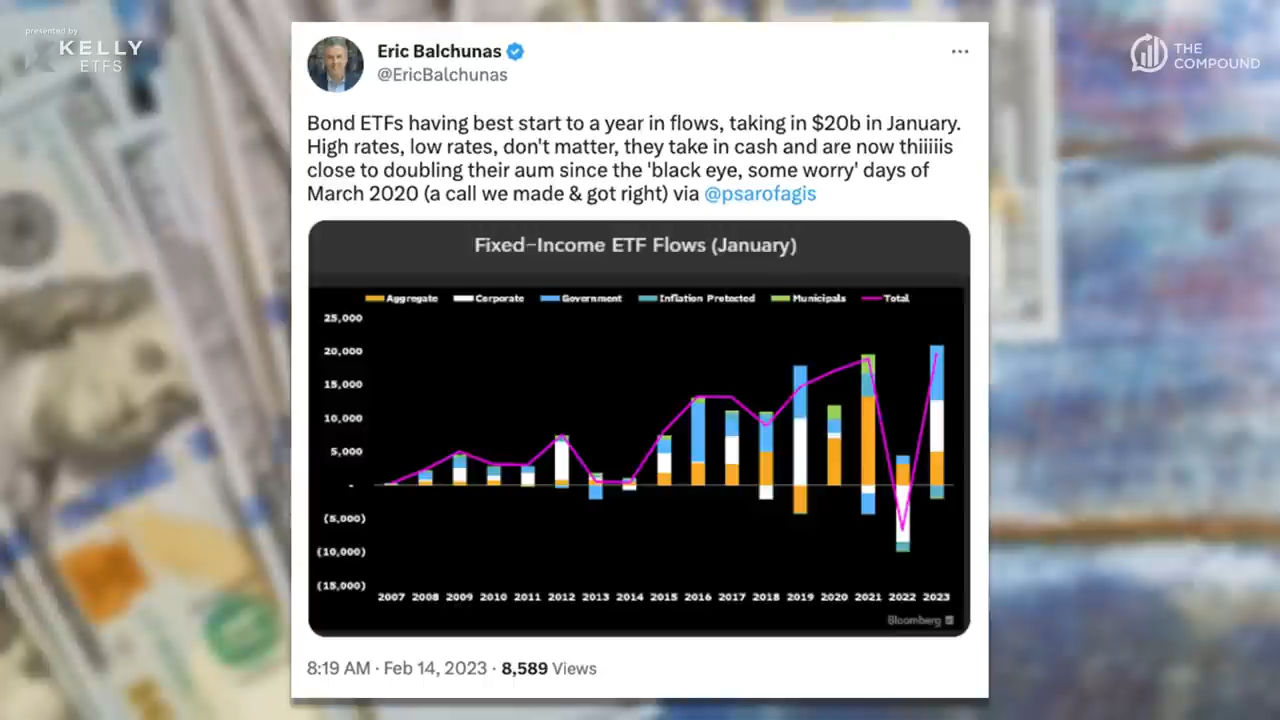 presented by
KELLY
ETFS
THE
COMPOUND
Eric Balchunas
@EricBalchunas
Bond ETFs having best start to a year in flows, taking in $20b in January.
High rates, low rates, don't matter, they take in cash and are now thiiiiis
close to doubling their aum since the 'black eye, some worry' days of
March 2020 (a call we made & got right) via @psarofagis
Fixed-Income ETF Flows (January)
Aggregate Corporate Government Inflation Protected Municipals Total
25,000
20,000
15,000
10,000
5,000
-
(5,000)
(10,000)
(15,000)
2007 2008 2009 2010 2011 2012 2013 2014 2015 2016 2017 2018 2019 2020 2021 2022 2023
Bloomberg
8:19 AM · Feb 14, 2023 · 8,589 Views